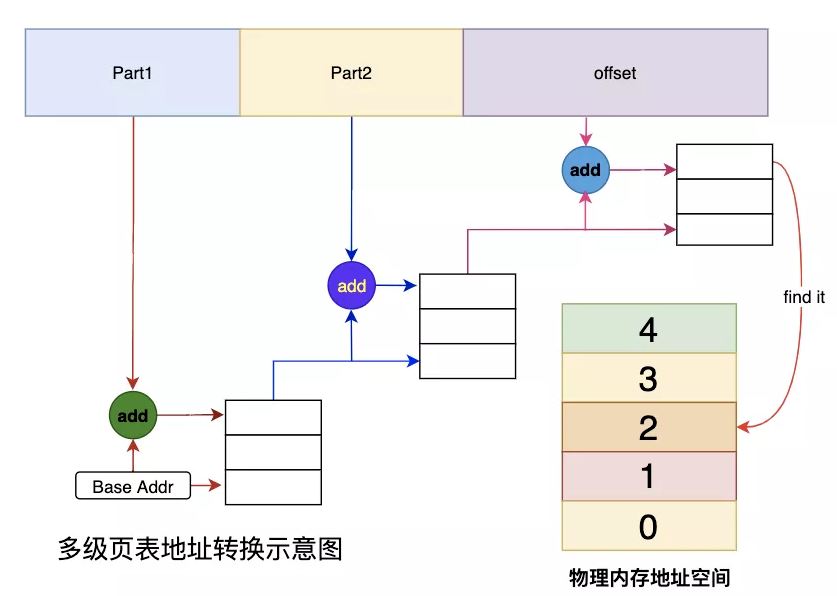 Part1
Part2
offset
add
add
add
find it
4
3
2
1
0
Base Addr
多级页表地址转换示意图
物理内存地址空间